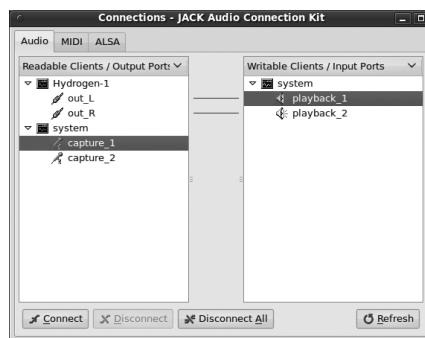 Connections - JACK Audio Connection Kit
Audio MIDI ALSA
Readable Clients / Output Ports Writable Clients / Input Ports
Hydrogen-1 system
out_L playback_1
out_R playback_2
system
capture_1
capture_2
Connect Disconnect Disconnect All Refresh